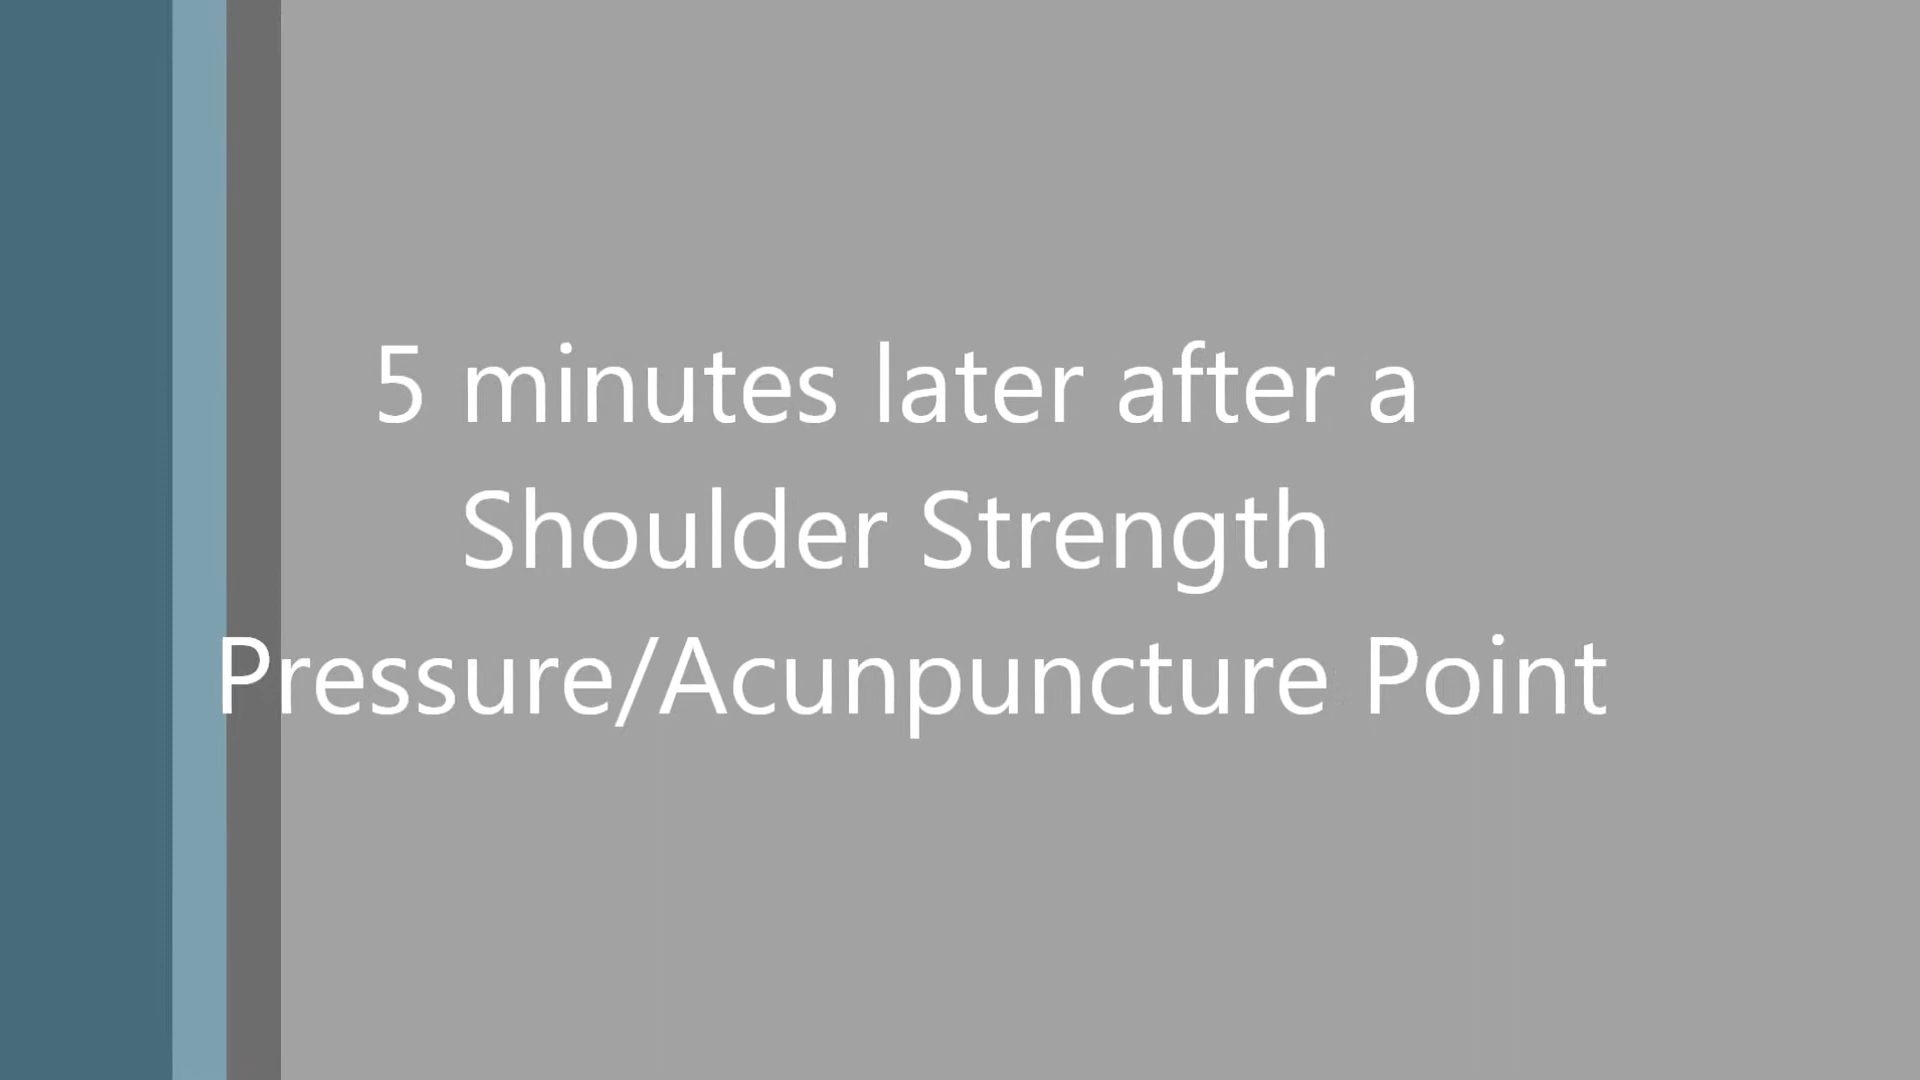 5 minutes later after a
Shoulder Strength
Pressure/Acunpuncture Point